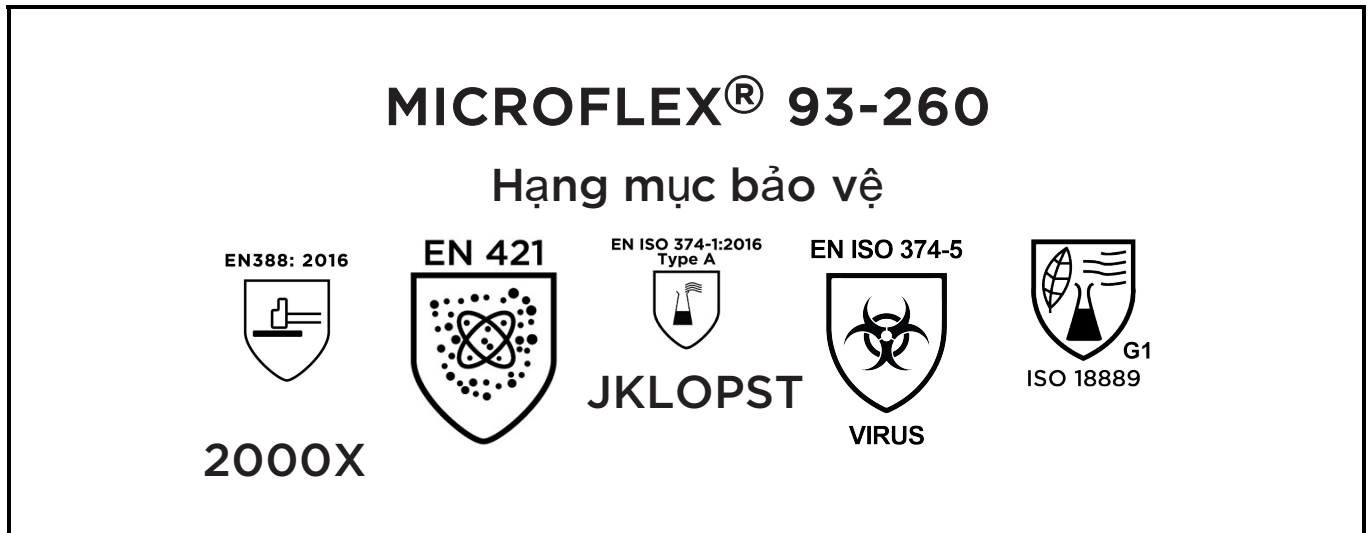 MICROFLEX® 93-260
Hạng mục bảo vệ
EN388: 2016
2000X
EN 421
EN ISO 374-1:2016
Type A
JKLOPST
EN ISO 374-5
VIRUS
G1
ISO 18889